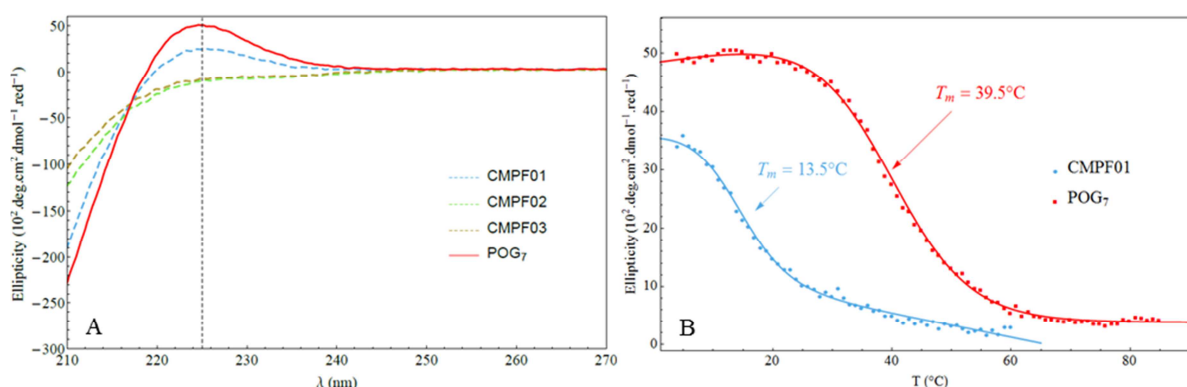 Ellipticity (10².deg.cm².dmol⁻¹.red⁻¹)
50
0
−50
−100
−150
−200
−250
−300
210
220
230
240
250
260
270
λ (nm)
CMPF01
CMPF02
CMPF03
POG₇
A
Ellipticity (10².deg.cm².dmol⁻¹.red⁻¹)
50
40
30
20
10
0
20
40
60
80
T (°C)
Tₘ = 39.5°C
Tₘ = 13.5°C
CMPF01
POG₇
B